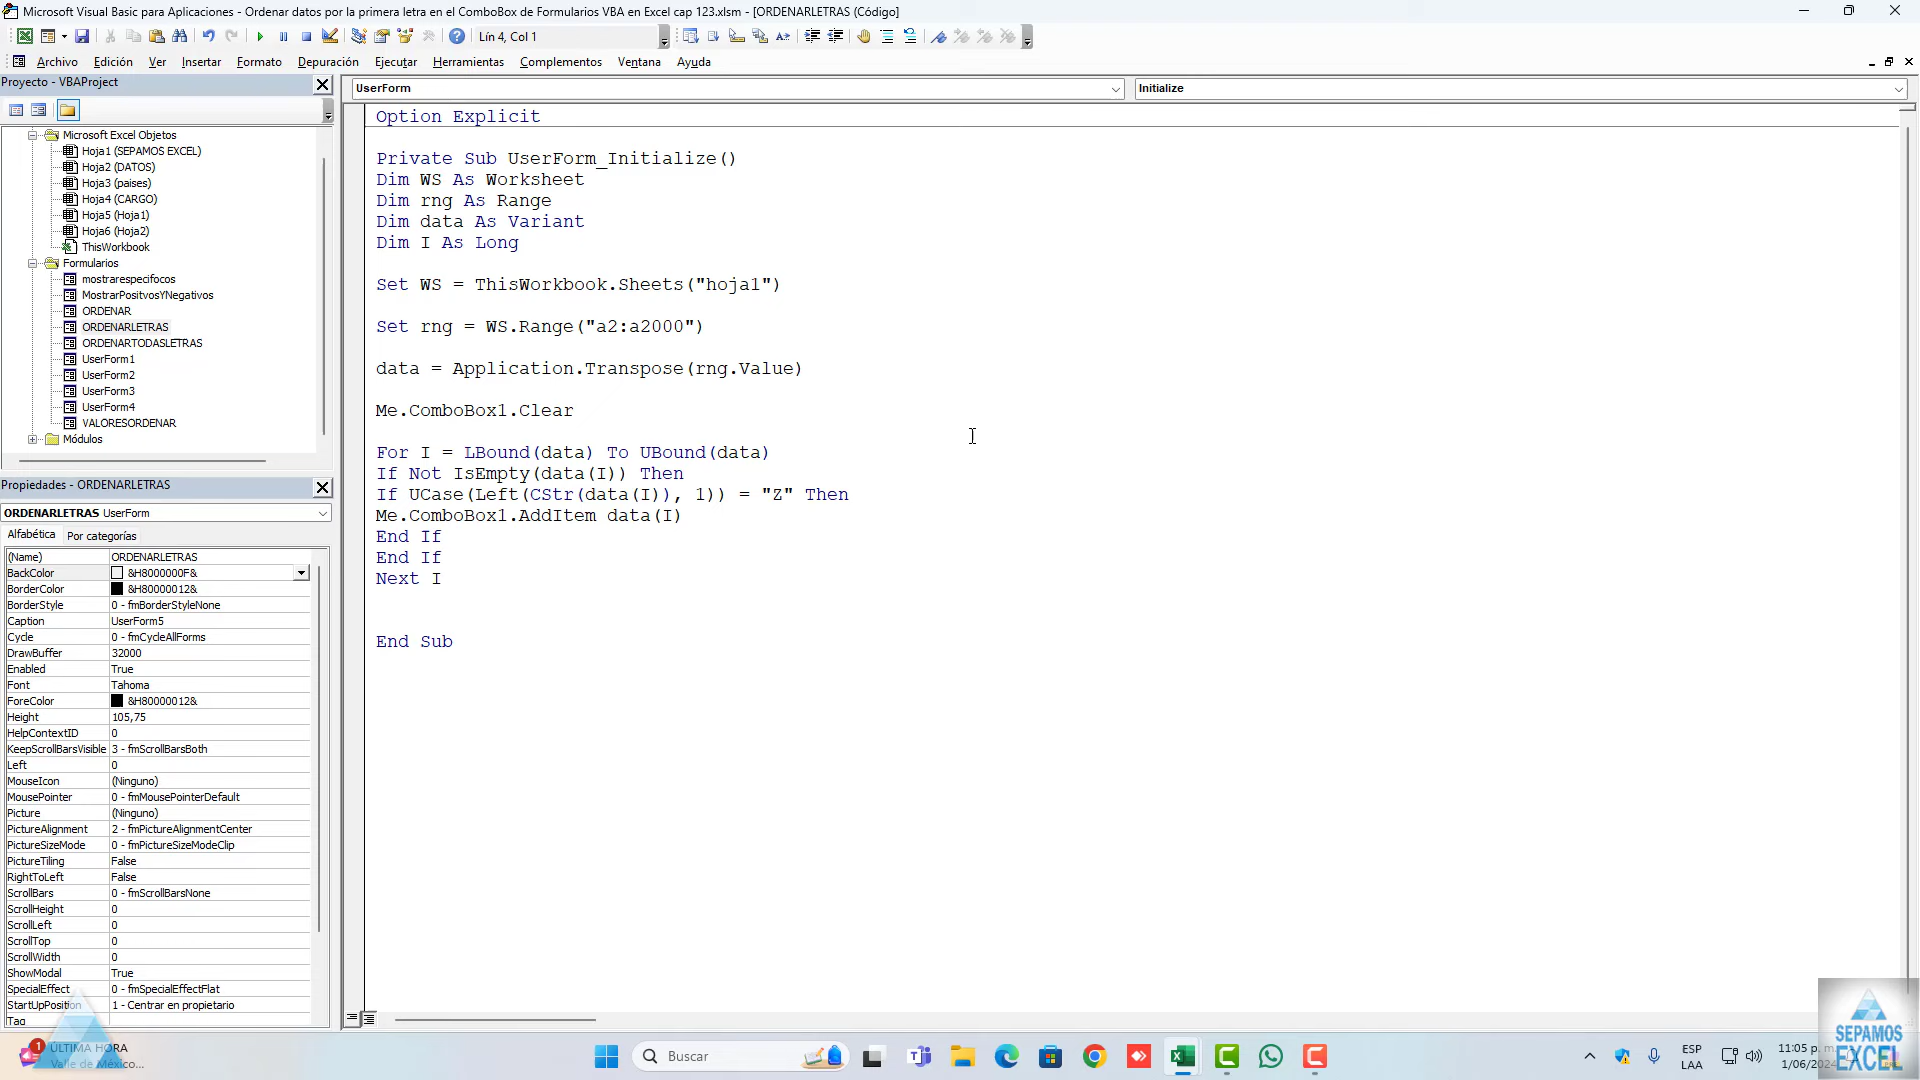 Microsoft Visual Basic para Aplicaciones - Ordenar datos por la primera letra en el ComboBox de Formularios VBA en Excel cap 123.xlsm - [ORDENARLETRAS (Código)]
Lín 4, Col 1
Archivo Edición Ver Insertar Formato Depuración Ejecutar Herramientas Complementos Ventana Ayuda
Proyecto - VBAProject
Microsoft Excel Objetos
Hoja1 (SEPAMOS EXCEL)
Hoja2 (DATOS)
Hoja3 (paises)
Hoja4 (CARGO)
Hoja5 (Hoja1)
Hoja6 (Hoja2)
ThisWorkbook
Formularios
mostrarespecifocos
MostrarPositvosYNegativos
ORDENAR
ORDENARLETRAS
ORDENARTODASLETRAS
UserForm1
UserForm2
UserForm3
UserForm4
VALORESORDENAR
Módulos
Propiedades - ORDENARLETRAS
ORDENARLETRAS UserForm
Alfabética Por categorías
(Name) ORDENARLETRAS
BackColor &H8000000F&
BorderColor &H80000012&
BorderStyle 0 - fmBorderStyleNone
Caption UserForm5
Cycle 0 - fmCycleAllForms
DrawBuffer 32000
Enabled True
Font Tahoma
ForeColor &H80000012&
Height 105,75
HelpContextID 0
KeepScrollBarsVisible 3 - fmScrollBarsBoth
Left 0
MouseIcon (Ninguno)
MousePointer 0 - fmMousePointerDefault
Picture (Ninguno)
PictureAlignment 2 - fmPictureAlignmentCenter
PictureSizeMode 0 - fmPictureSizeModeClip
PictureTiling False
RightToLeft False
ScrollBars 0 - fmScrollBarsNone
ScrollHeight 0
ScrollLeft 0
ScrollTop 0
ScrollWidth 0
ShowModal True
SpecialEffect 0 - fmSpecialEffectFlat
StartUpPosition 1 - Centrar en propietario
Tag
UserForm
Initialize
Option Explicit
Private Sub UserForm_Initialize()
Dim WS As Worksheet
Dim rng As Range
Dim data As Variant
Dim I As Long
Set WS = ThisWorkbook.Sheets("hoja1")
Set rng = WS.Range("a2:a2000")
data = Application.Transpose(rng.Value)
Me.ComboBox1.Clear
For I = LBound(data) To UBound(data)
If Not IsEmpty(data(I)) Then
If UCase(Left(CStr(data(I)), 1)) = "Z" Then
Me.ComboBox1.AddItem data(I)
End If
End If
Next I
End Sub
1
ÚLTIMA HORA
Valle de México...
Buscar
ESP
LAA
11:05 p.
1/06/
SEPAMOS
EXCEL